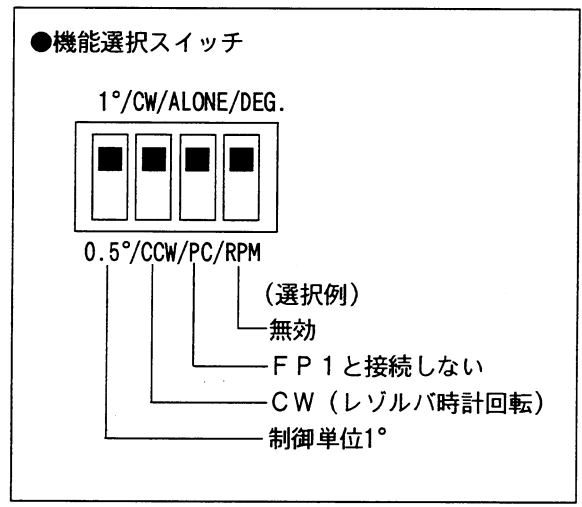 ●機能選択スイッチ
1°/CW/ALONE/DEG.
0.5°/CCW/PC/RPM
(選択例)
無効
FP1と接続しない
CW(レゾルバ時計回転)
制御単位1°